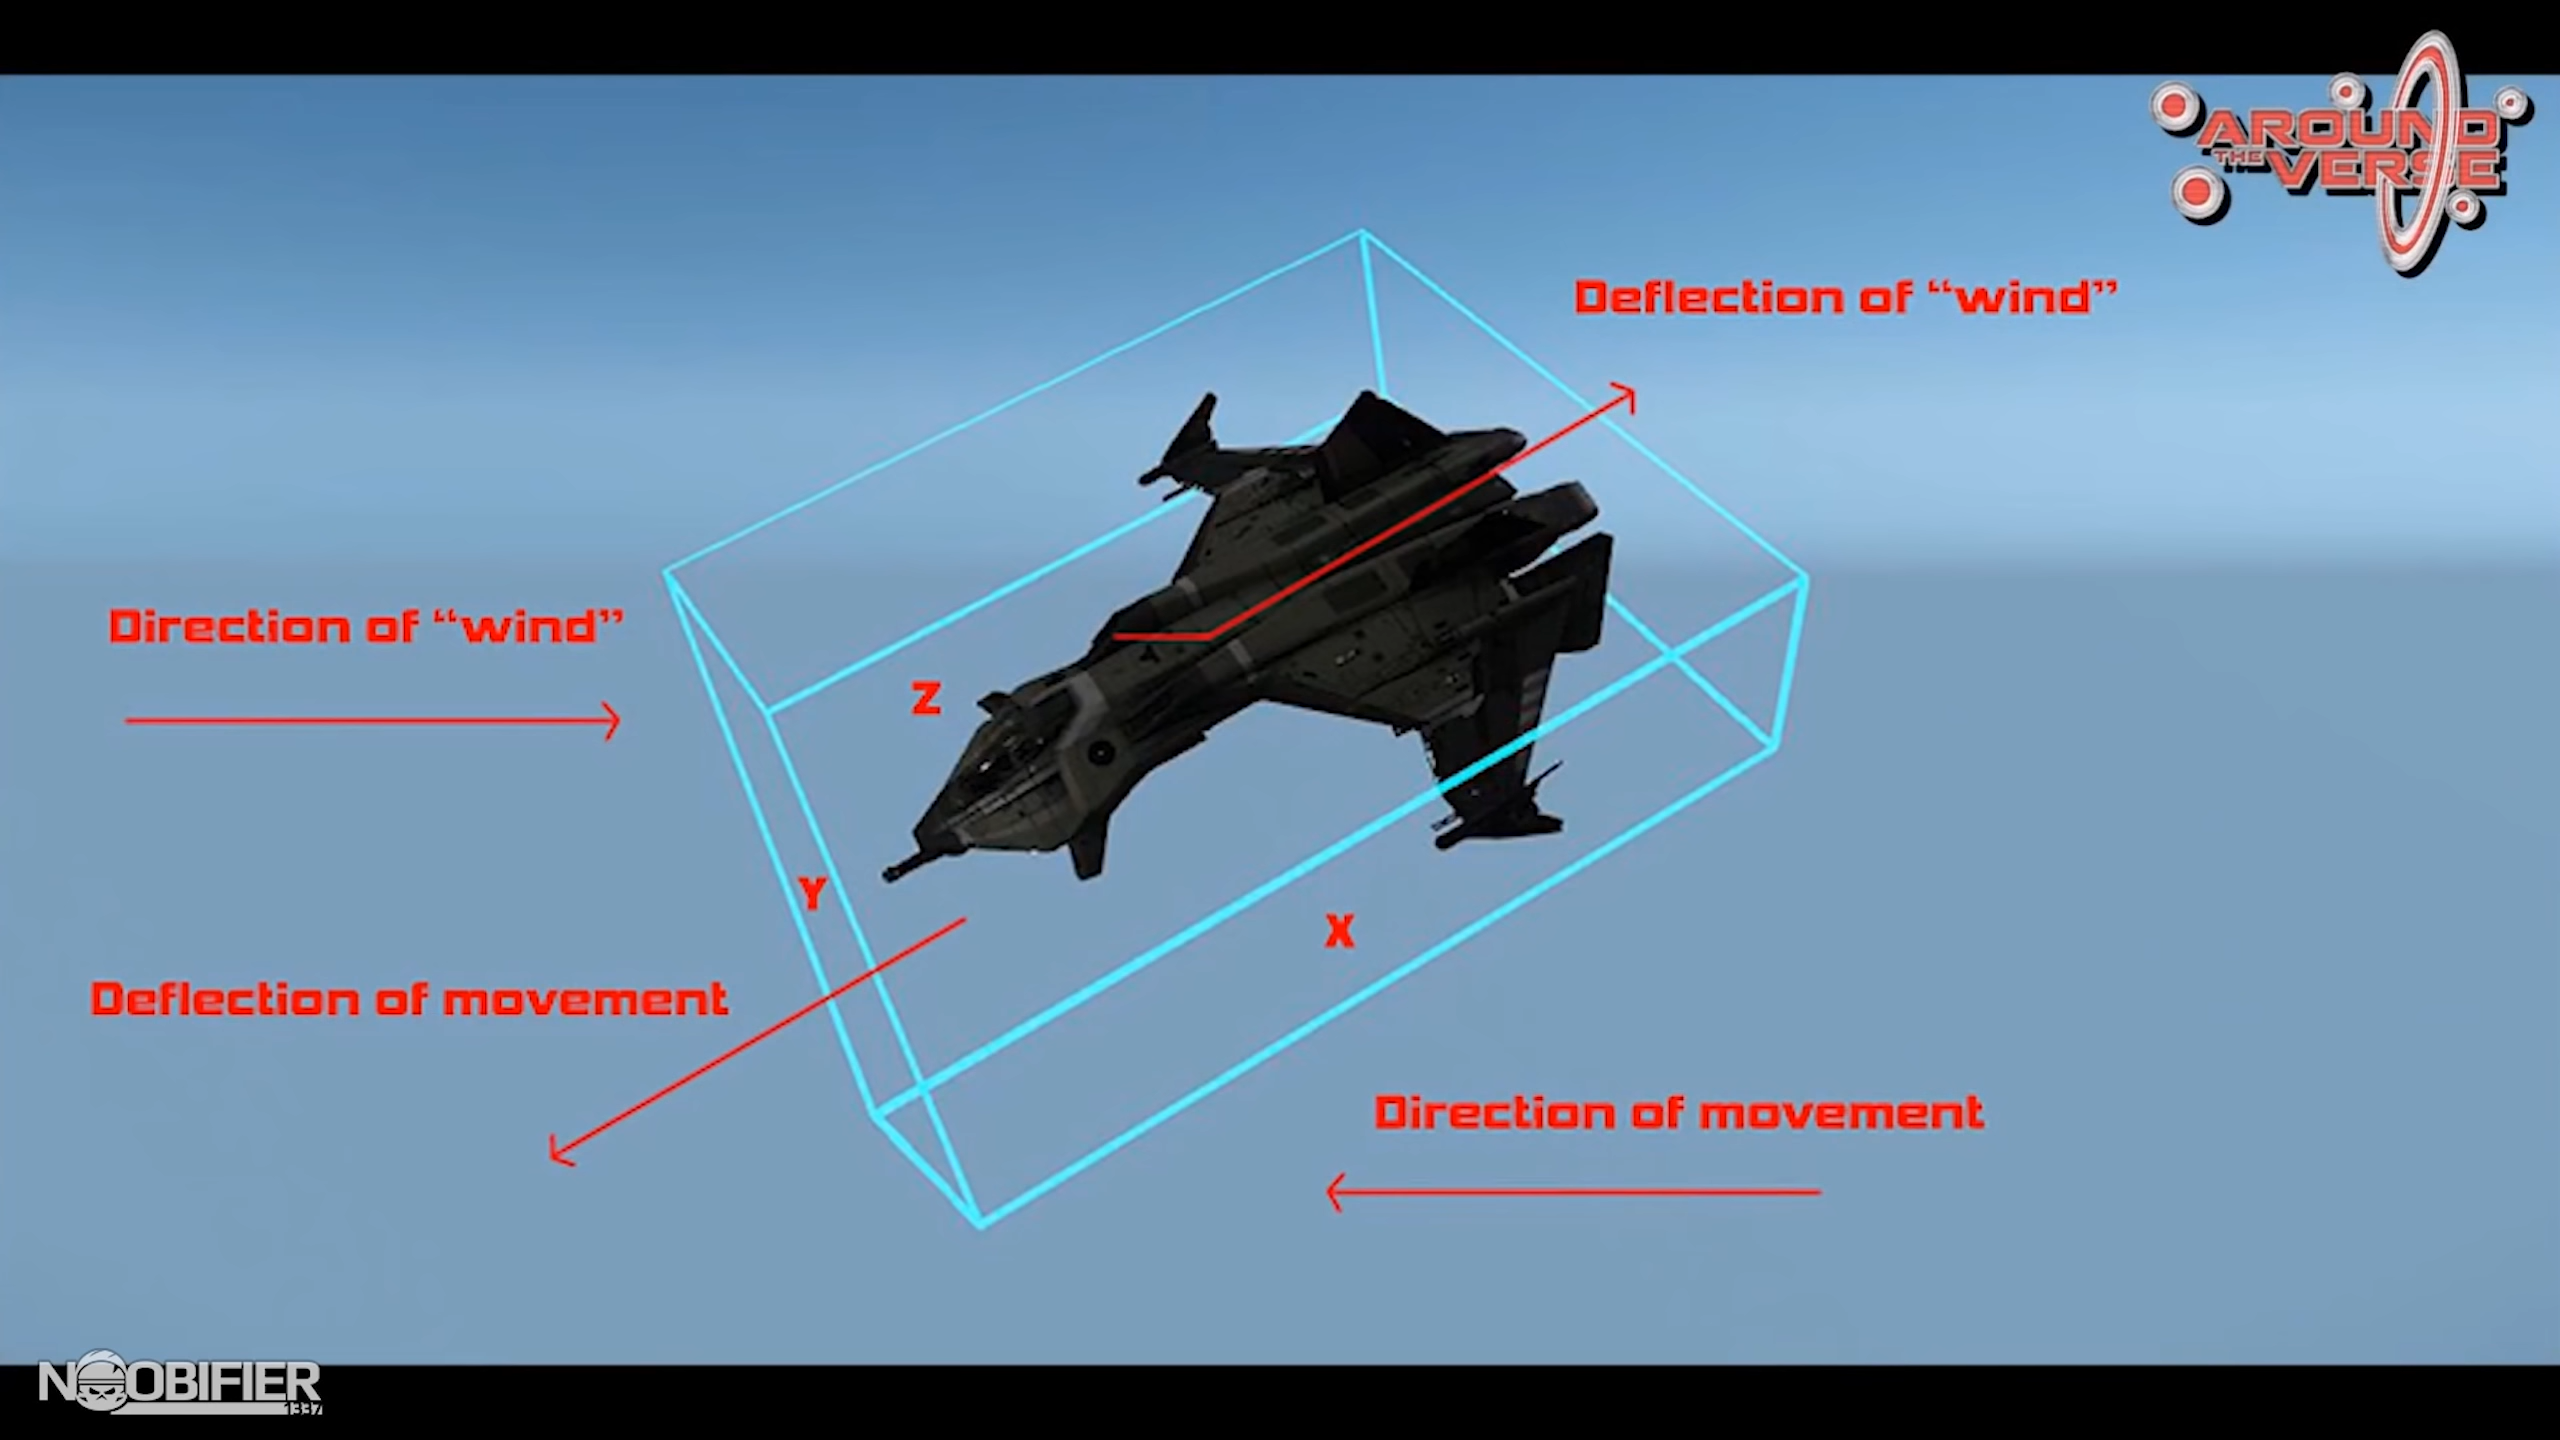 AROUND
THE VERSE
Deflection of “wind”
Direction of “wind”
Z
Y
X
Deflection of movement
Direction of movement
NOOBIFIER
1337